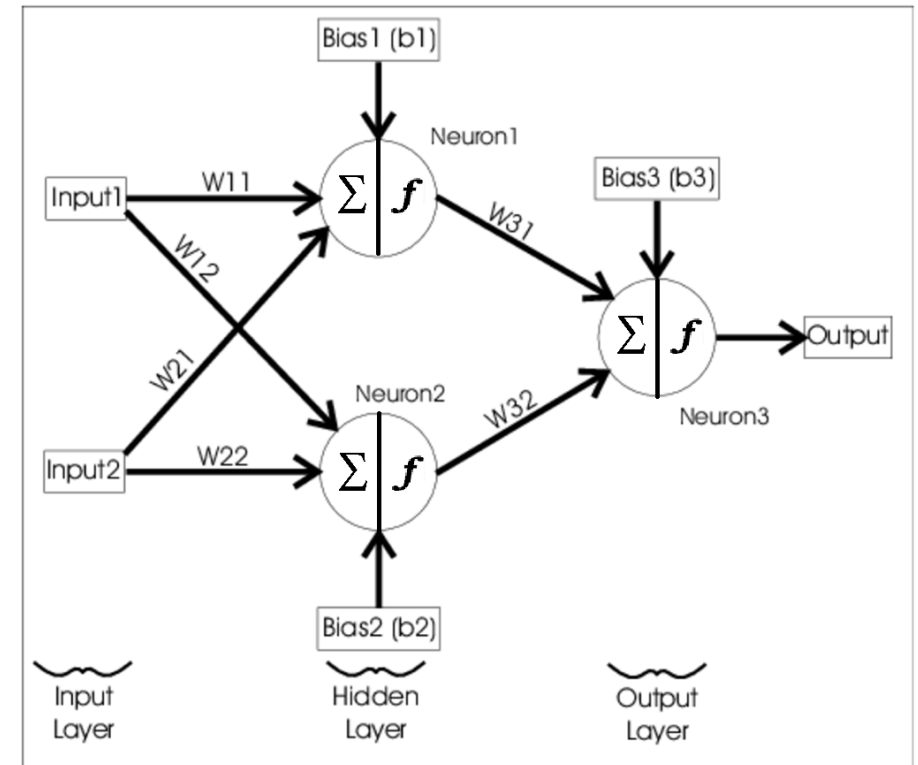 Bias1 (b1)
Neuron1
Input1
W11
∑ f
W31
Bias3 (b3)
W12
W21
∑ f
Output
Neuron3
Neuron2
W32
Input2
W22
∑ f
Bias2 (b2)
Input
Layer
Hidden
Layer
Output
Layer